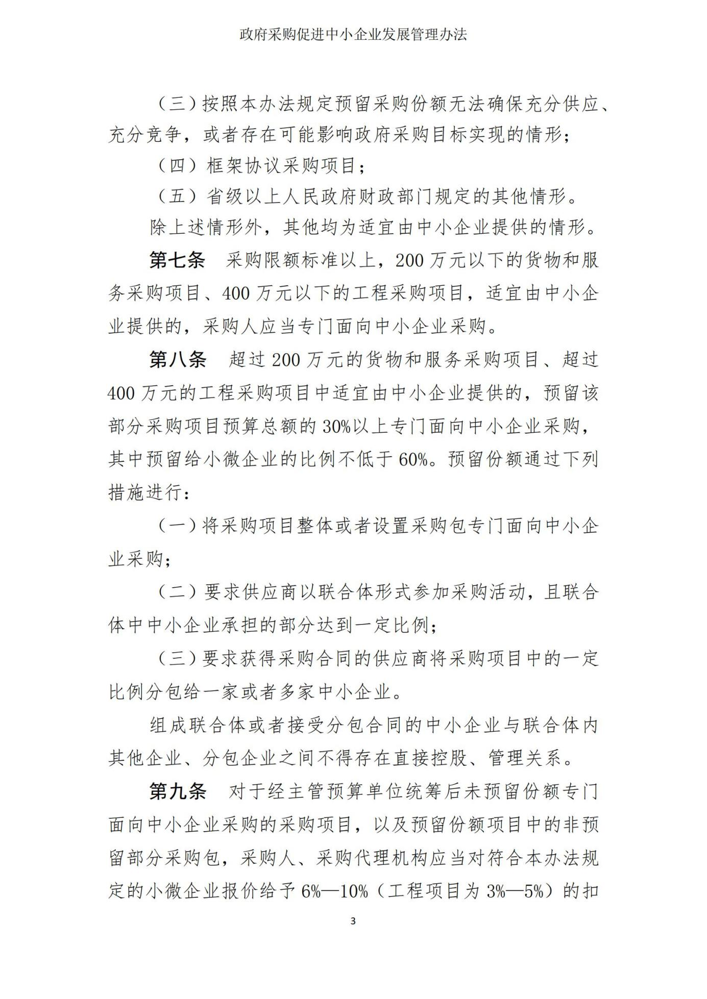 政府采购促进中小企业发展管理办法
（三）按照本办法规定预留采购份额无法确保充分供应、
充分竞争，或者存在可能影响政府采购目标实现的情形；
（四）框架协议采购项目；
（五）省级以上人民政府财政部门规定的其他情形。
除上述情形外，其他均为适宜由中小企业提供的情形。
第七条　采购限额标准以上，200 万元以下的货物和服
务采购项目、400 万元以下的工程采购项目，适宜由中小企
业提供的，采购人应当专门面向中小企业采购。
第八条　超过 200 万元的货物和服务采购项目、超过
400 万元的工程采购项目中适宜由中小企业提供的，预留该
部分采购项目预算总额的 30%以上专门面向中小企业采购，
其中预留给小微企业的比例不低于 60%。预留份额通过下列
措施进行：
（一）将采购项目整体或者设置采购包专门面向中小企
业采购；
（二）要求供应商以联合体形式参加采购活动，且联合
体中中小企业承担的部分达到一定比例；
（三）要求获得采购合同的供应商将采购项目中的一定
比例分包给一家或者多家中小企业。
组成联合体或者接受分包合同的中小企业与联合体内
其他企业、分包企业之间不得存在直接控股、管理关系。
第九条　对于经主管预算单位统筹后未预留份额专门
面向中小企业采购的采购项目，以及预留份额项目中的非预
留部分采购包，采购人、采购代理机构应当对符合本办法规
定的小微企业报价给予 6%—10%（工程项目为 3%—5%）的扣
3